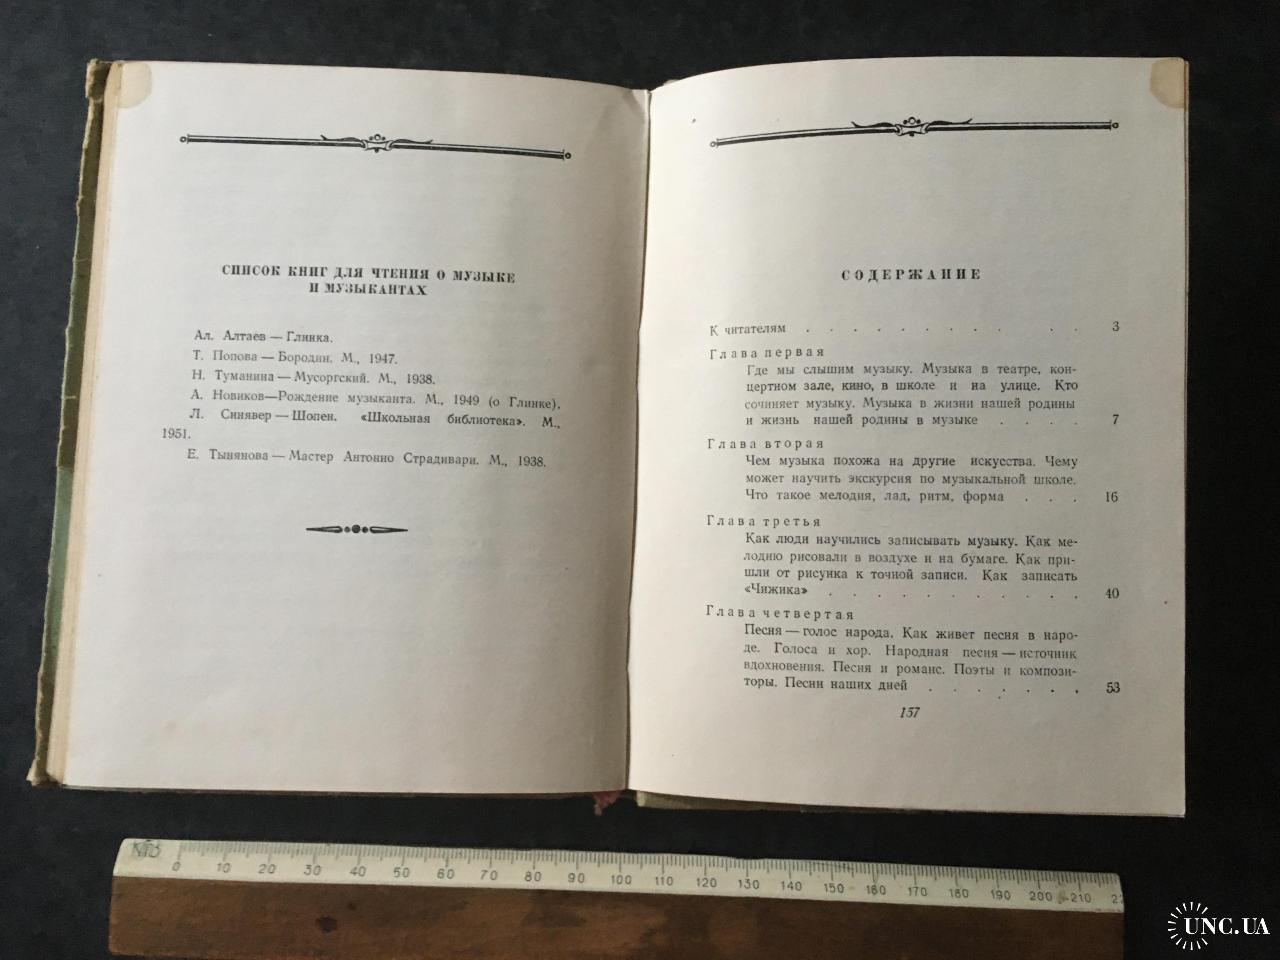 СПИСОК КНИГ ДЛЯ ЧТЕНИЯ О МУЗЫКЕ
И МУЗЫКАНТАХ
Ал. Алтаев — Глинка.
Т. Попова — Бородин. М., 1947.
Н. Туманина — Мусоргский. М., 1938.
А. Новиков—Рождение музыканта. М., 1949 (о Глинке).
Л. Синявер — Шопен. «Школьная библиотека». М.,
1951.
Е. Тынянова — Мастер Антонио Страдивари. М., 1938.
СОДЕРЖАНИЕ
К читателям . . . . . . . . . . . 3
Глава первая
Где мы слышим музыку. Музыка в театре, кон-
цертном зале, кино, в школе и на улице. Кто
сочиняет музыку. Музыка в жизни нашей родины
и жизнь нашей родины в музыке . . . . 7
Глава вторая
Чем музыка похожа на другие искусства. Чему
может научить экскурсия по музыкальной школе.
Что такое мелодия, лад, ритм, форма . . . 16
Глава третья
Как люди научились записывать музыку. Как ме-
лодию рисовали в воздухе и на бумаге. Как при-
шли от рисунка к точной записи. Как записать
«Чижика» . . . . . . . . . . . 40
Глава четвертая
Песня — голос народа. Как живет песня в наро-
де. Голоса и хор. Народная песня — источник
вдохновения. Песня и романс. Поэты и компози-
торы. Песни наших дней . . . . . . . 53
157
0 10 20 30 40 50 60 70 80 90 100 110 120 130 140 150 160 170 180 190 200 210
UNC.UA